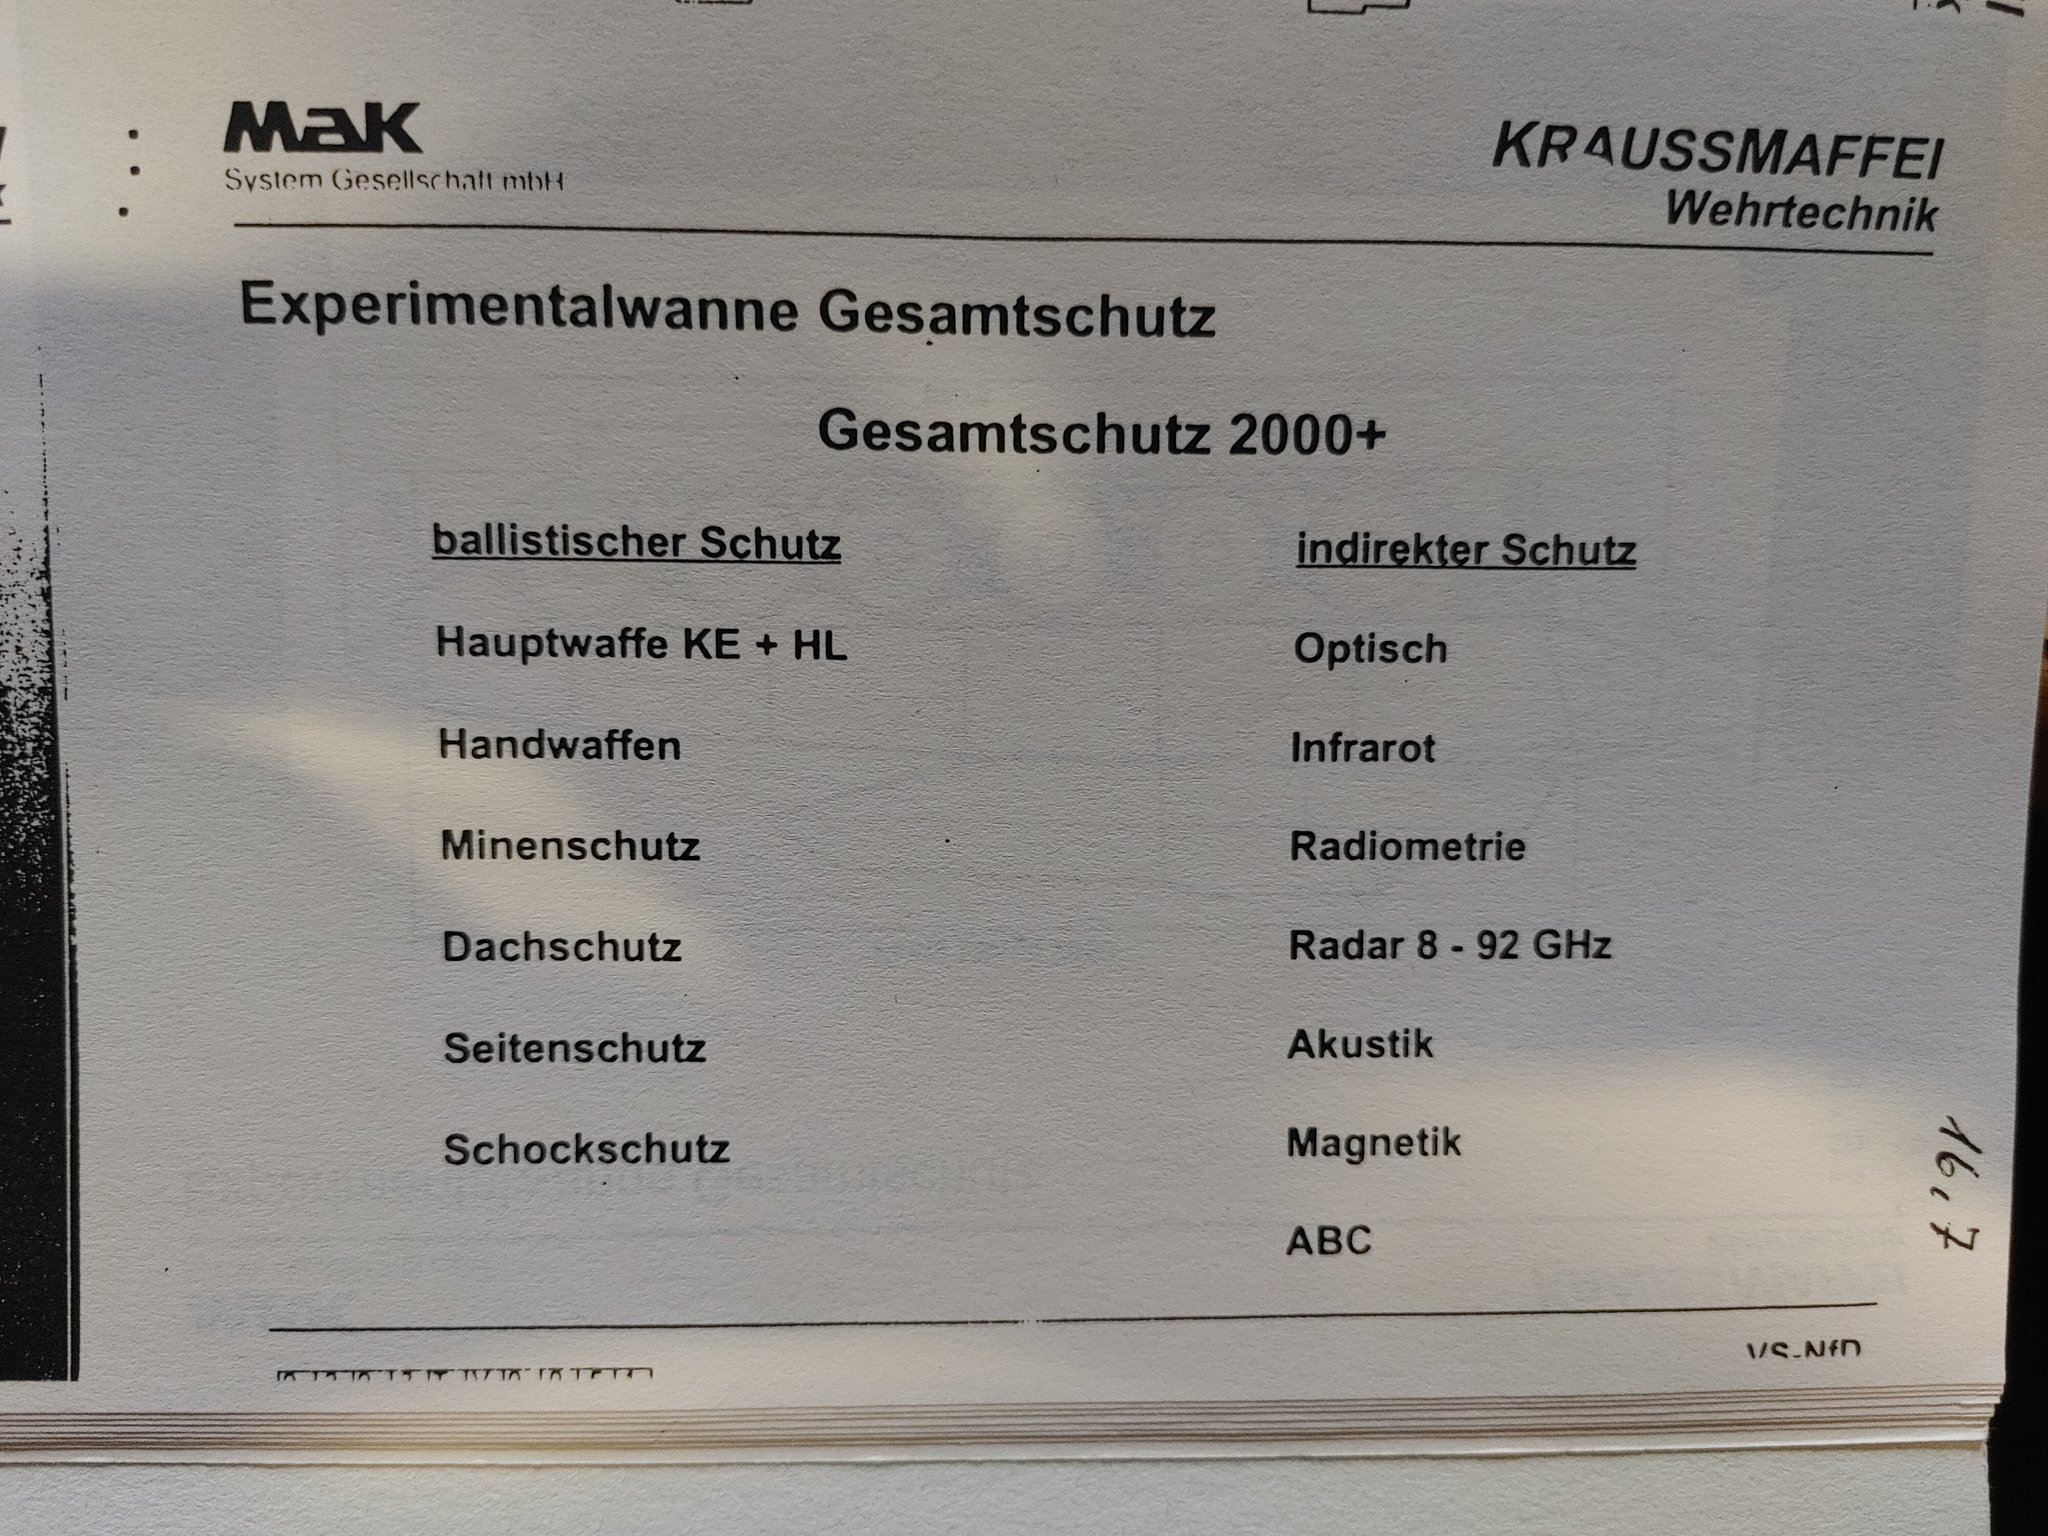 MaK
System Gesellschaft mbH
KRAUSSMAFFEI
Wehrtechnik
Experimentalwanne Gesamtschutz
Gesamtschutz 2000+
ballistischer Schutz
indirekter Schutz
Hauptwaffe KE + HL
Optisch
Handwaffen
Infrarot
Minenschutz
Radiometrie
Dachschutz
Radar 8 - 92 GHz
Seitenschutz
Akustik
Schockschutz
Magnetik
ABC
16,7
VS-NfD